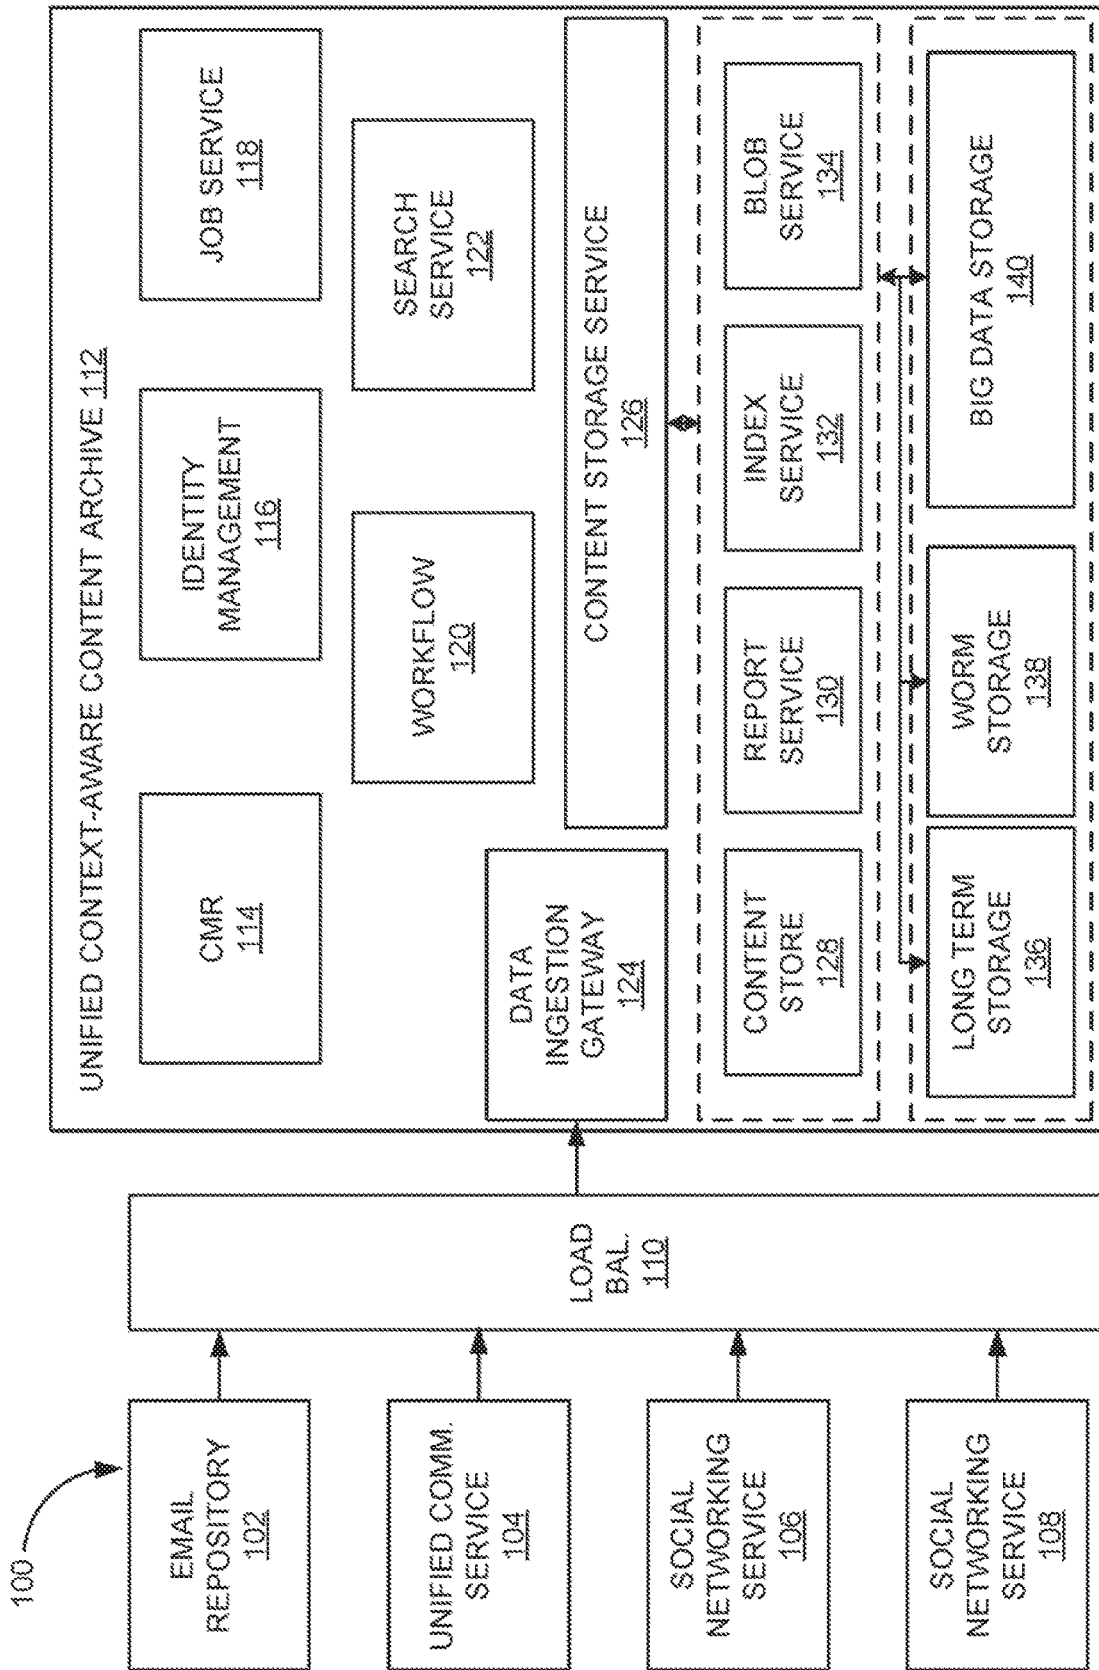 100
EMAIL
REPOSITORY
102
UNIFIED COMM.
SERVICE
104
SOCIAL
NETWORKING
SERVICE
106
SOCIAL
NETWORKING
SERVICE
108
LOAD
BAL.
110
UNIFIED CONTEXT-AWARE CONTENT ARCHIVE 112
CMR
114
IDENTITY
MANAGEMENT
116
JOB SERVICE
118
WORKFLOW
120
SEARCH
SERVICE
122
DATA
INGESTION
GATEWAY
124
CONTENT STORAGE SERVICE
126
CONTENT
STORE
128
REPORT
SERVICE
130
INDEX
SERVICE
132
BLOB
SERVICE
134
LONG TERM
STORAGE
136
WORM
STORAGE
138
BIG DATA STORAGE
140